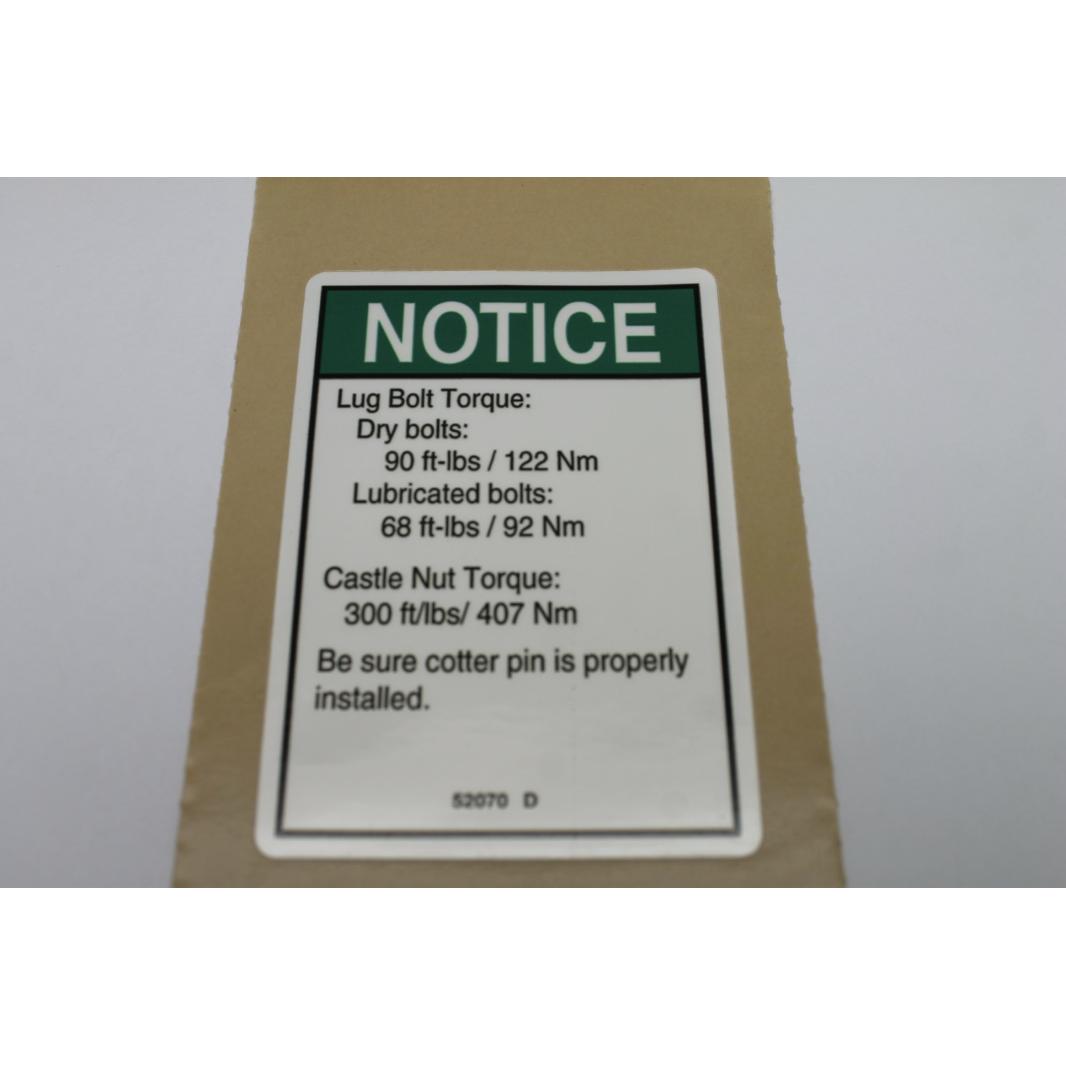 NOTICE
Lug Bolt Torque:
Dry bolts:
90 ft-lbs / 122 Nm
Lubricated bolts:
68 ft-lbs / 92 Nm
Castle Nut Torque:
300 ft/lbs/ 407 Nm
Be sure cotter pin is properly
installed.
52070 D